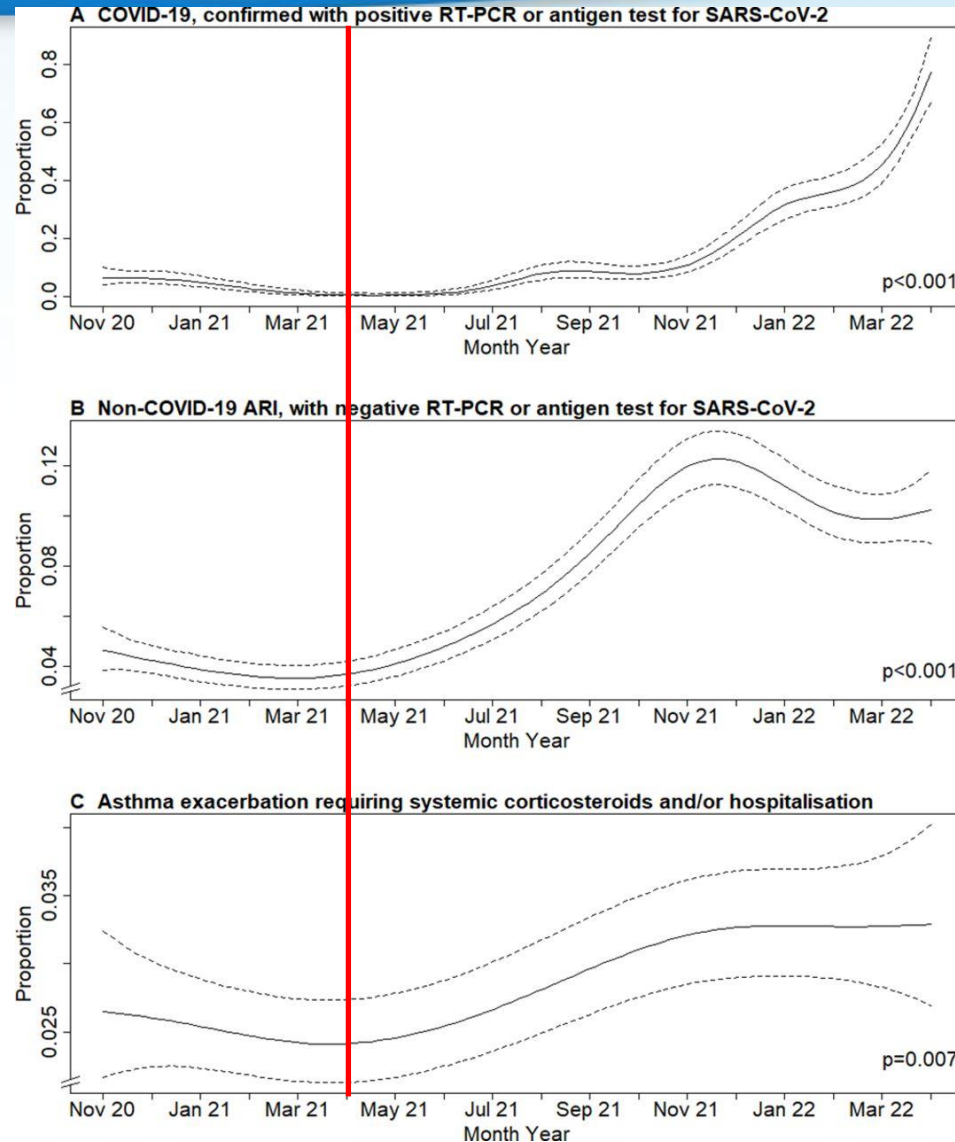 A COVID-19, confirmed with positive RT-PCR or antigen test for SARS-CoV-2
Proportion
0.8
0.6
0.4
0.2
0.0
p<0.001
Nov 20 Jan 21 Mar 21 May 21 Jul 21 Sep 21 Nov 21 Jan 22 Mar 22
Month Year
B Non-COVID-19 ARI, with negative RT-PCR or antigen test for SARS-CoV-2
Proportion
0.12
0.08
0.04
p<0.001
Nov 20 Jan 21 Mar 21 May 21 Jul 21 Sep 21 Nov 21 Jan 22 Mar 22
Month Year
C Asthma exacerbation requiring systemic corticosteroids and/or hospitalisation
Proportion
0.035
0.025
p=0.007
Nov 20 Jan 21 Mar 21 May 21 Jul 21 Sep 21 Nov 21 Jan 22 Mar 22
Month Year